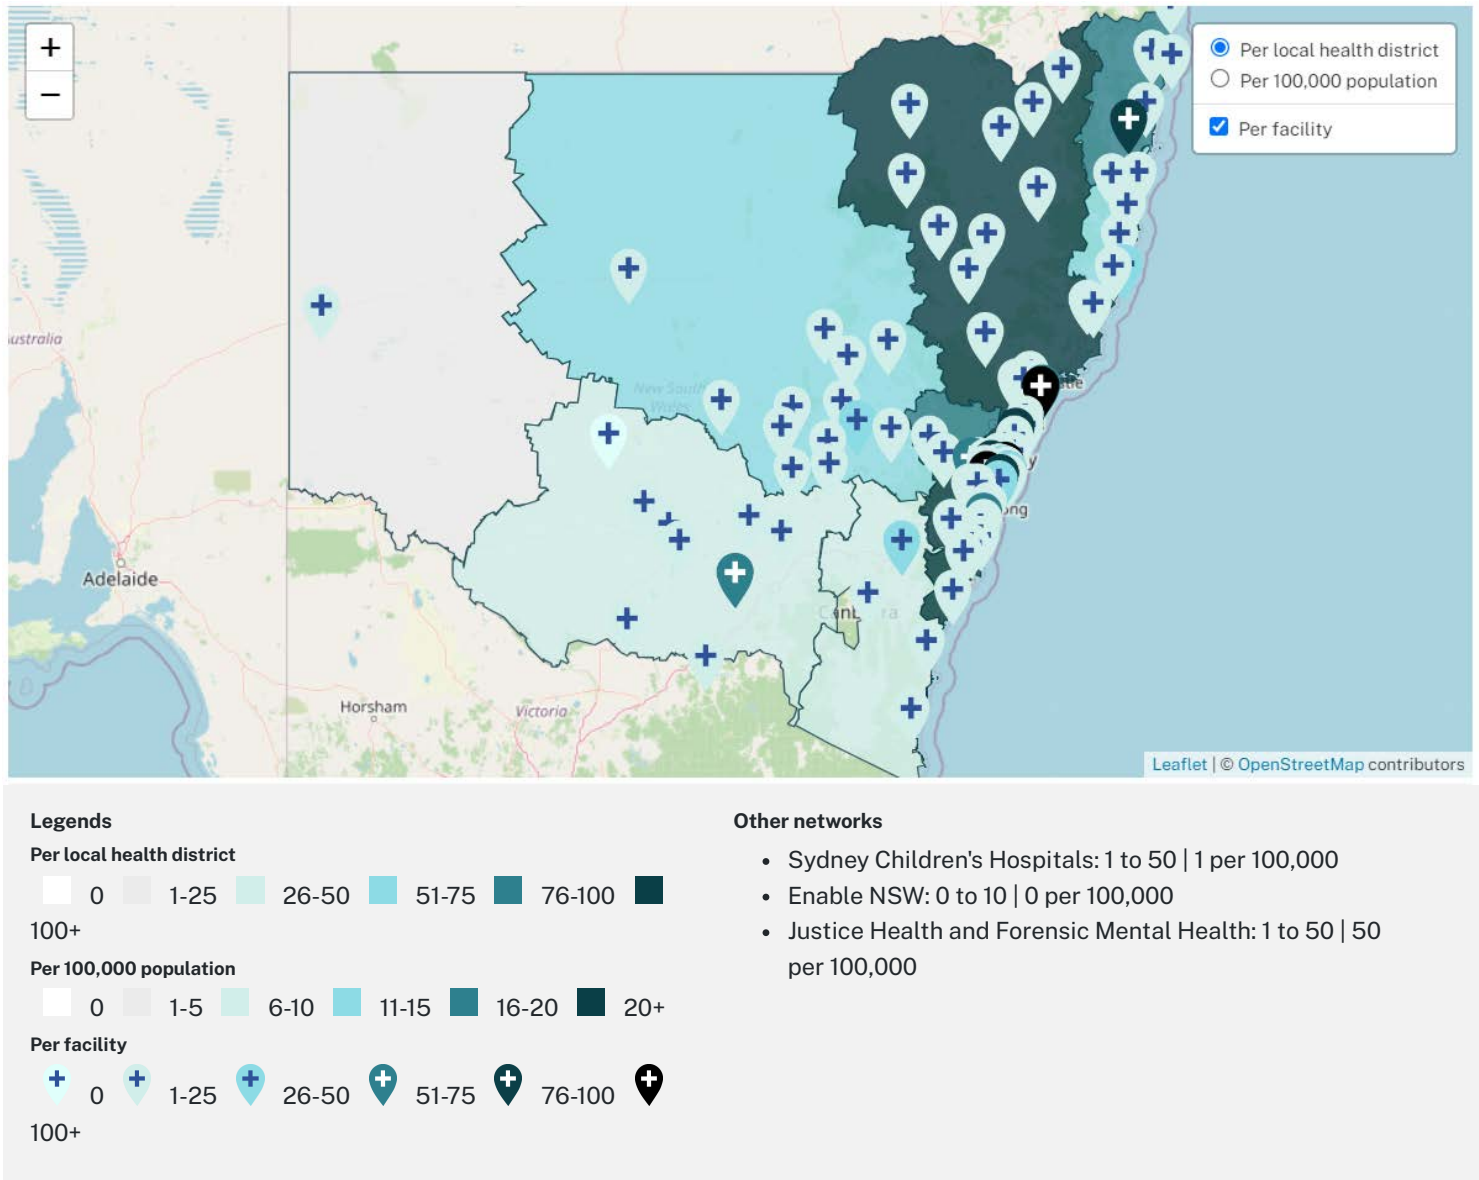 +
−
Per local health district
Per 100,000 population
Per facility
New South
Wales
Adelaide
Horsham
Victoria
Leaflet | © OpenStreetMap contributors
Legends
Per local health district
0 1-25 26-50 51-75 76-100
100+
Per 100,000 population
0 1-5 6-10 11-15 16-20 20+
Per facility
0 1-25 26-50 51-75 76-100
100+
Other networks
• Sydney Children's Hospitals: 1 to 50 | 1 per 100,000
• Enable NSW: 0 to 10 | 0 per 100,000
• Justice Health and Forensic Mental Health: 1 to 50 | 50
per 100,000